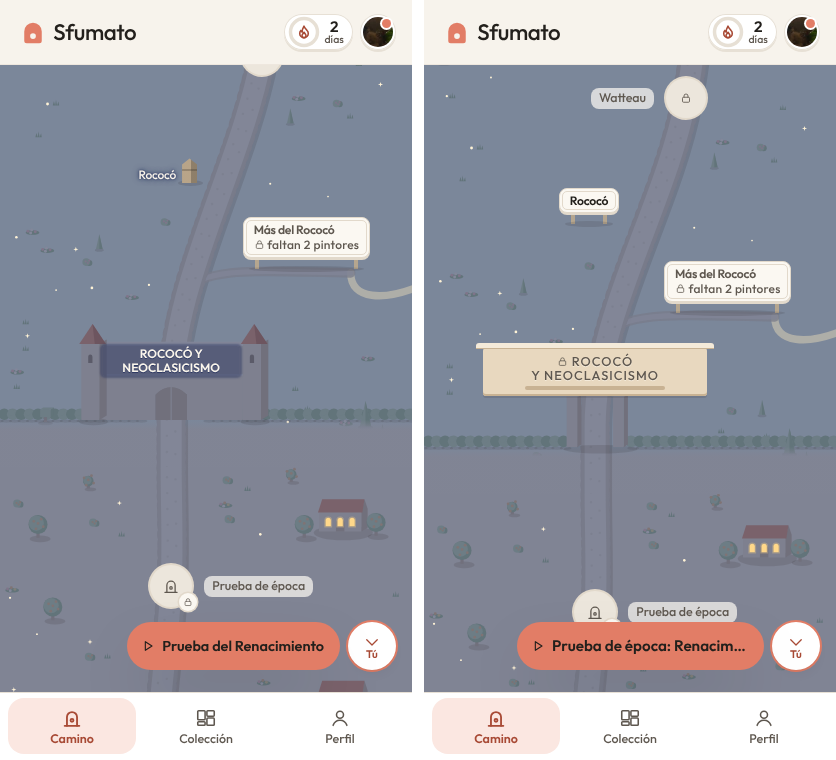 Sfumato
2
días
Rococó
Más del Rococó
faltan 2 pintores
ROCOCÓ Y
NEOCLASICISMO
Prueba de época
Prueba del Renacimiento
Tú
Camino
Colección
Perfil
Sfumato
2
días
Watteau
Rococó
Más del Rococó
faltan 2 pintores
ROCOCÓ
Y NEOCLASICISMO
Prueba de época
Prueba de época: Renacim...
Tú
Camino
Colección
Perfil